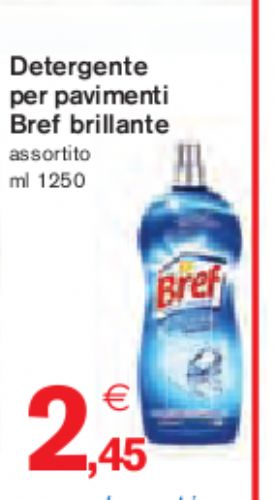 Detergente
per pavimenti
Bref brillante
assortito
ml 1250
Bref
€
2,45